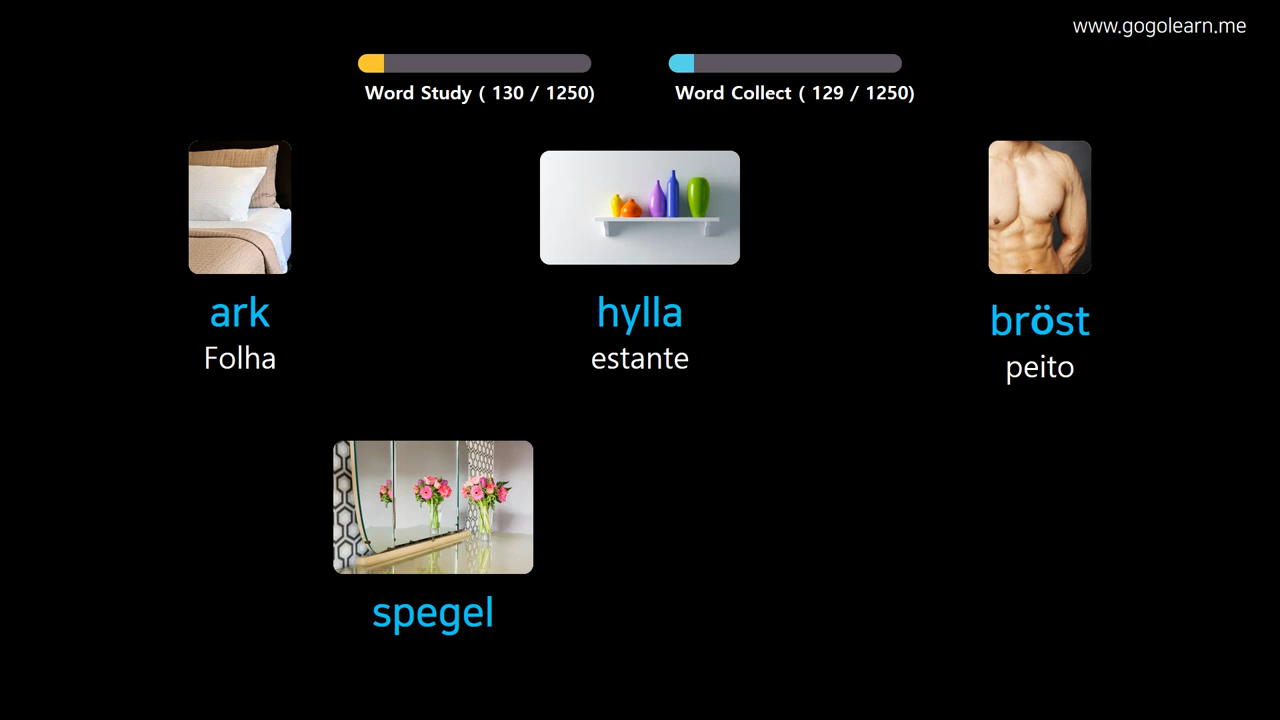 www.gogolearn.me
Word Study ( 130 / 1250)
Word Collect ( 129 / 1250)
ark
Folha
hylla
estante
bröst
peito
spegel